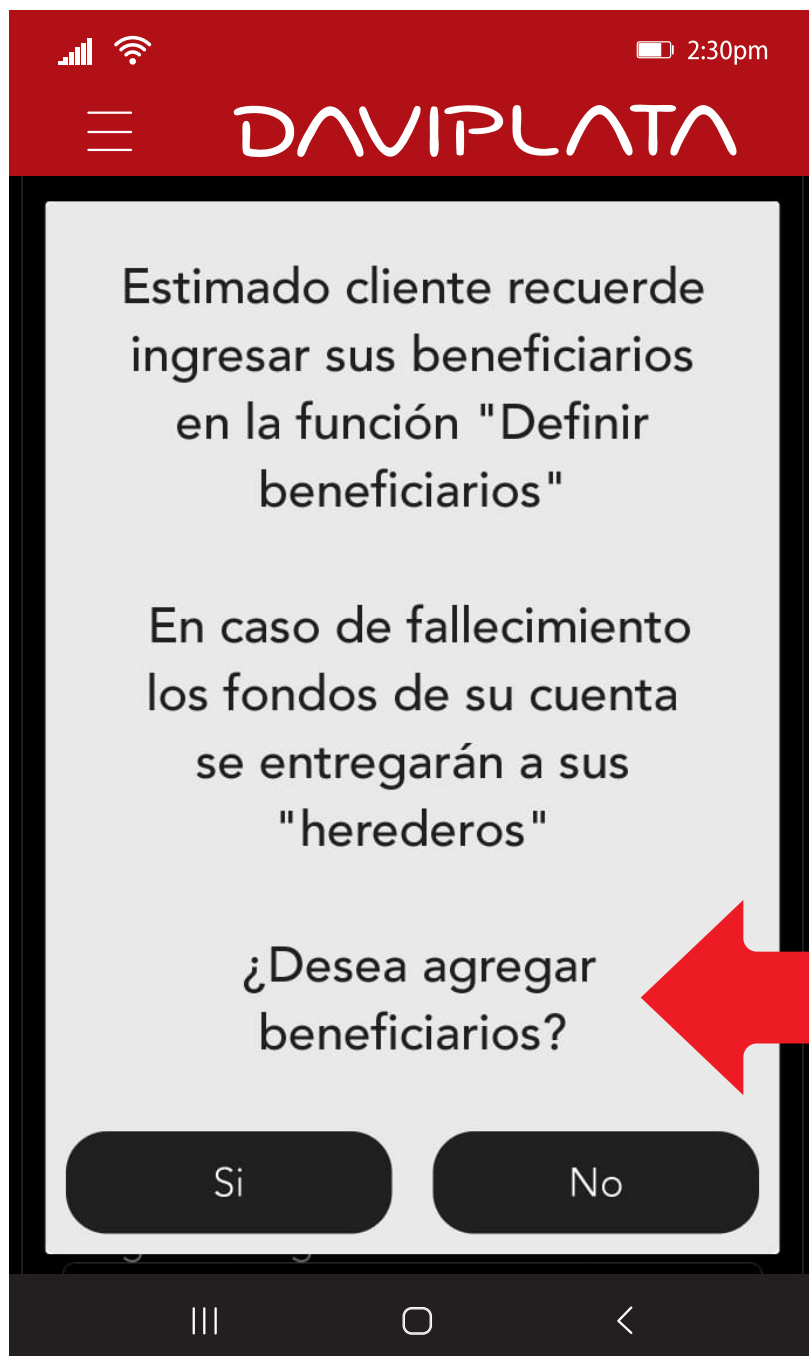 2:30pm
DAVIPLATA
Estimado cliente recuerde
ingresar sus beneficiarios
en la función "Definir
beneficiarios"
En caso de fallecimiento
los fondos de su cuenta
se entregarán a sus
"herederos"
¿Desea agregar
beneficiarios?
Si
No